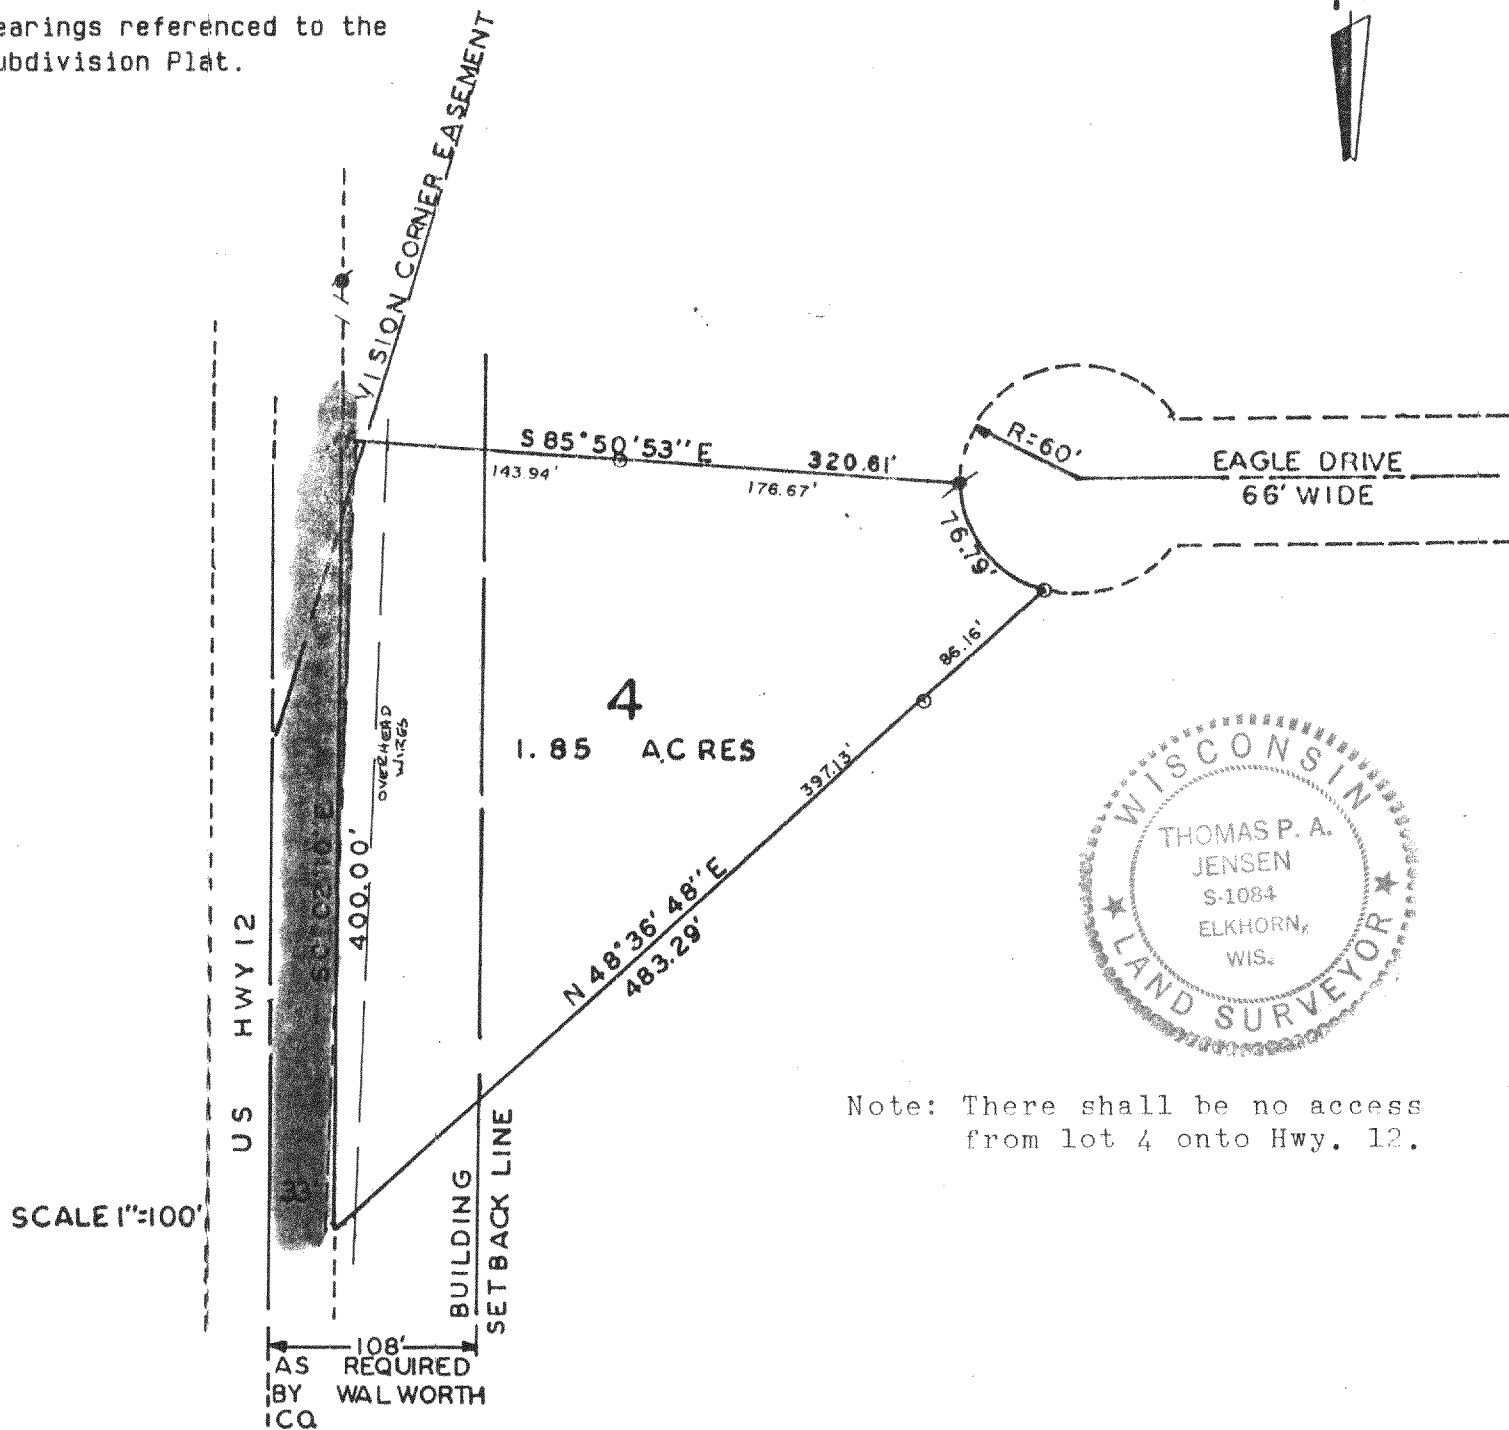 earings referenced to the
ubdivision Plat.
VISION CORNER EASEMENT
S 85°50'53" E
320.61'
143.94'
176.67'
R=60'
EAGLE DRIVE
66' WIDE
76.79'
86.16'
4
1.85 ACRES
OVERHEAD
WIRES
397.13'
400.00'
N 48°36'48" E
483.29'
US HWY 12
33'
SCALE 1"=100'
BUILDING
SETBACK LINE
108'
AS REQUIRED
BY WALWORTH
CO.
WISCONSIN
THOMAS P. A.
JENSEN
S-1084
ELKHORN,
WIS.
LAND SURVEYOR
Note: There shall be no access
from lot 4 onto Hwy. 12.